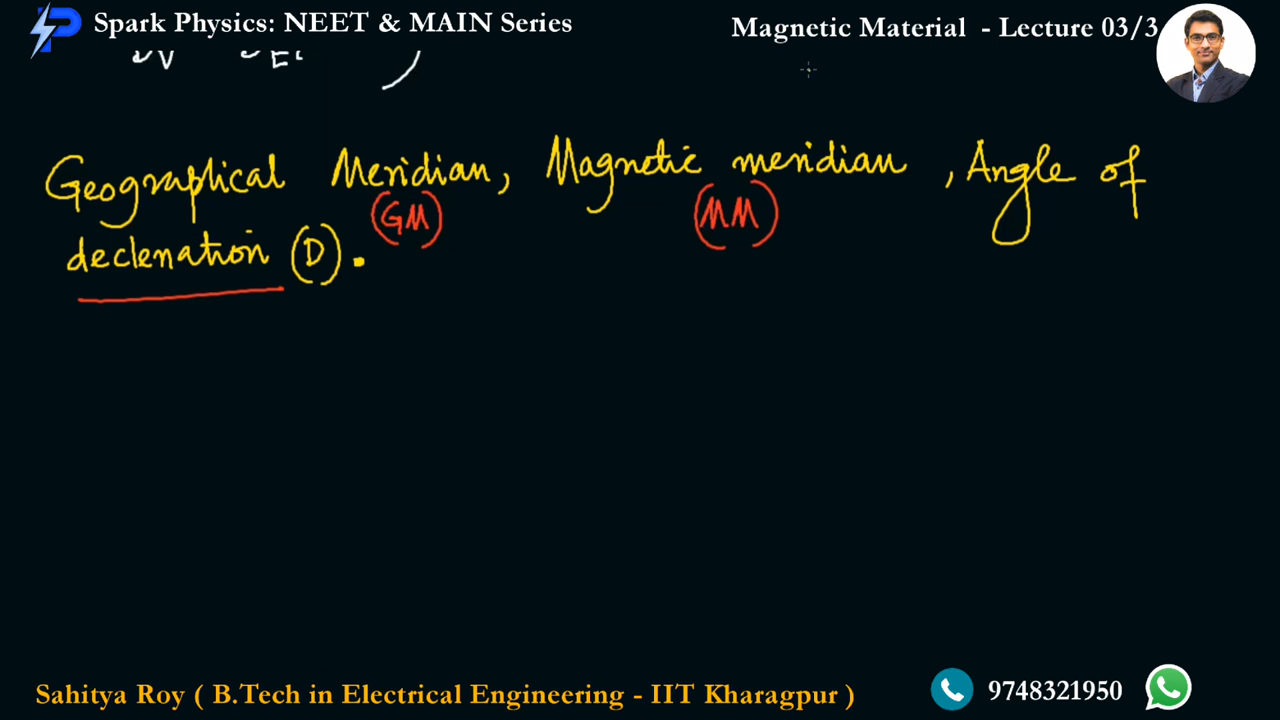 Spark Physics: NEET & MAIN Series
Magnetic Material - Lecture 03/3
Geographical Meridian, Magnetic meridian, Angle of
(GM) (MM)
declenation (D).
Sahitya Roy ( B.Tech in Electrical Engineering - IIT Kharagpur )
9748321950